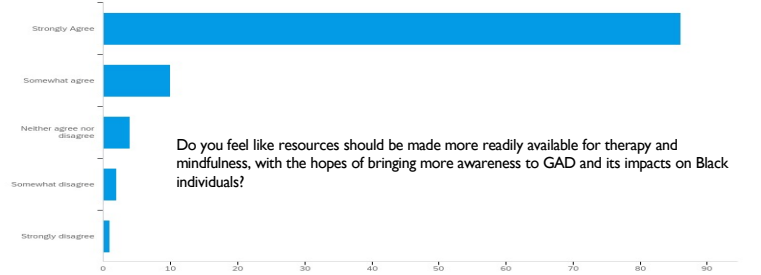 Strongly Agree
Somewhat agree
Neither agree nor
disagree
Do you feel like resources should be made more readily available for therapy and
mindfulness, with the hopes of bringing more awareness to GAD and its impacts on Black
individuals?
Somewhat disagree
Strongly disagree
0 10 20 30 40 50 60 70 80 90